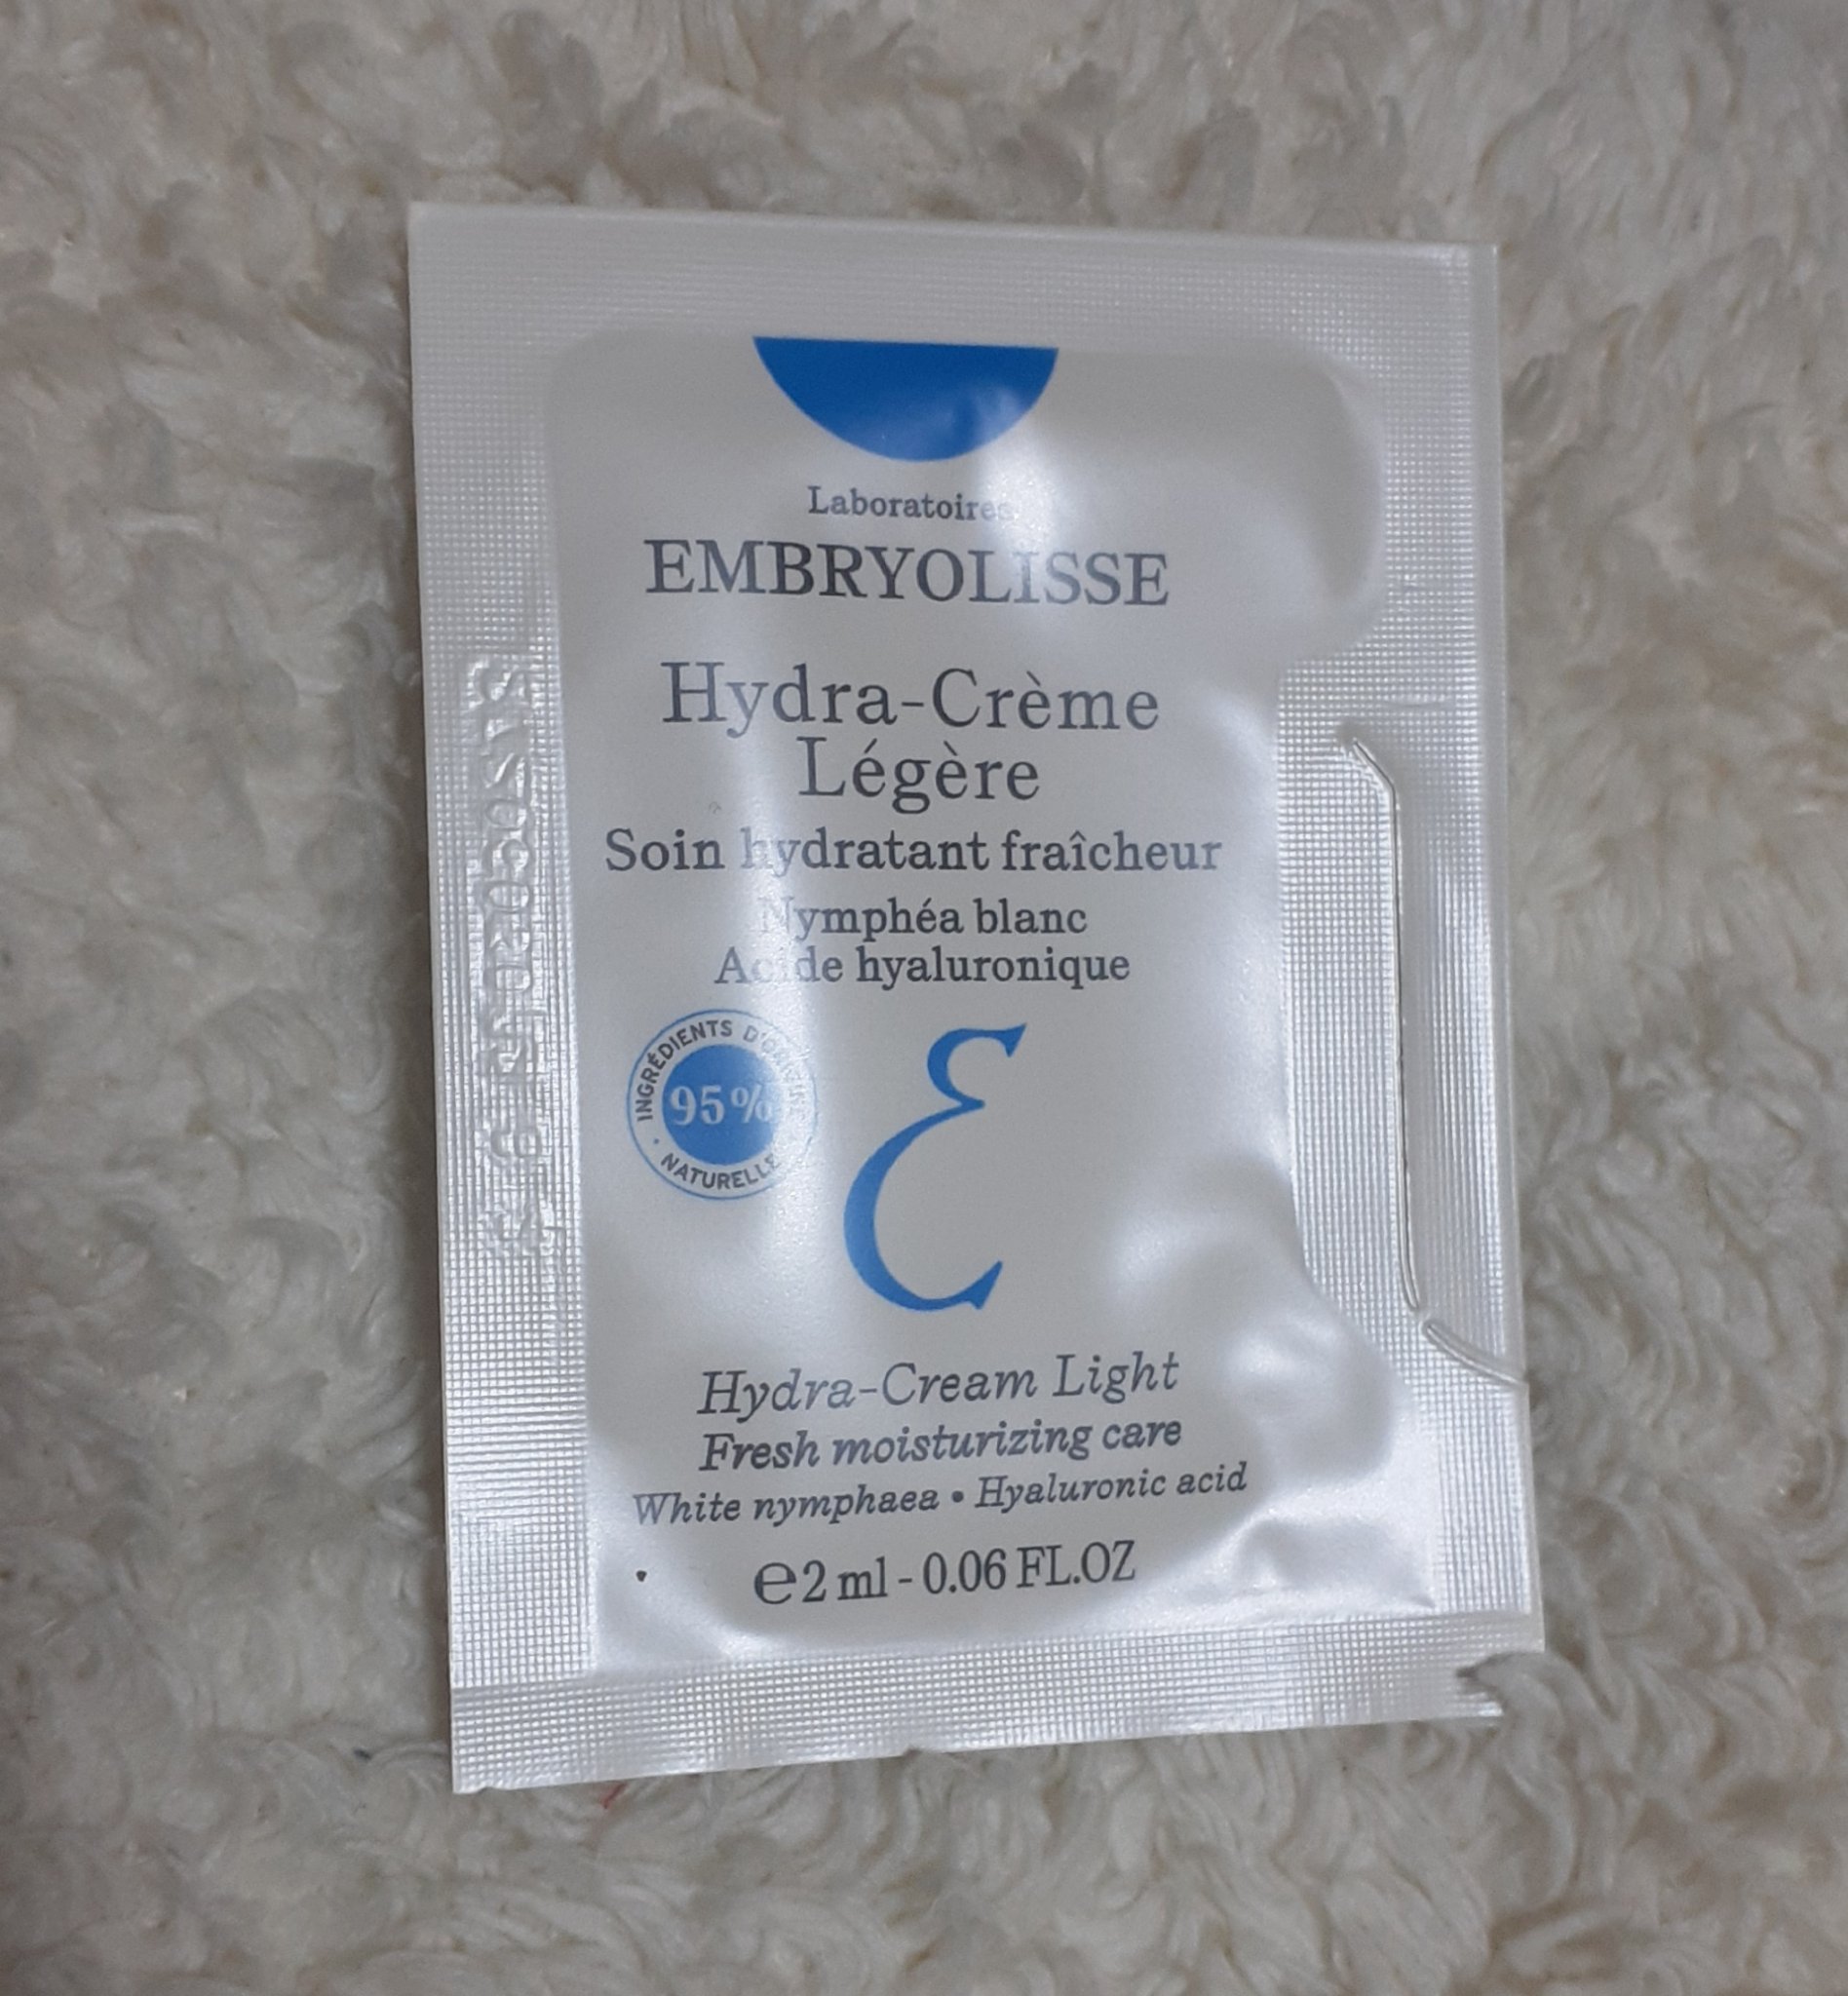 Laboratoires
EMBRYOLISSE
Hydra-Crème
Légère
Soin hydratant fraîcheur
Nymphéa blanc
Acide hyaluronique
INGRÉDIENTS D'ORIGINE NATURELLE
95%
Hydra-Cream Light
Fresh moisturizing care
White nymphaea • Hyaluronic acid
℮2 ml - 0.06 FL.OZ